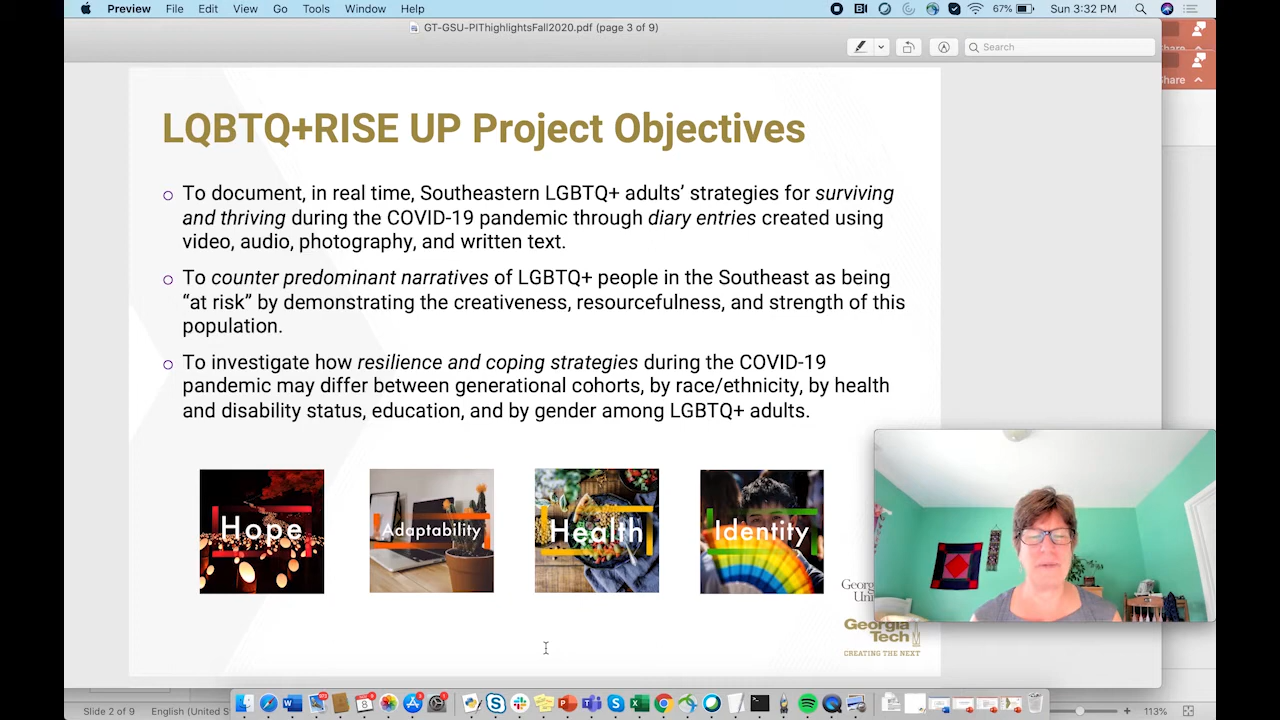 Preview File Edit View Go Tools Window Help
67% Sun 3:32 PM
GT-GSU-PIThighlightsFall2020.pdf (page 3 of 9)
Search
Share
Share
LQBTQ+RISE UP Project Objectives
To document, in real time, Southeastern LGBTQ+ adults’ strategies for surviving
and thriving during the COVID-19 pandemic through diary entries created using
video, audio, photography, and written text.
To counter predominant narratives of LGBTQ+ people in the Southeast as being
“at risk” by demonstrating the creativeness, resourcefulness, and strength of this
population.
To investigate how resilience and coping strategies during the COVID-19
pandemic may differ between generational cohorts, by race/ethnicity, by health
and disability status, education, and by gender among LGBTQ+ adults.
Hope
Adaptability
Health
Identity
Georgia
Tech
CREATING THE NEXT
Slide 2 of 9 English (United S
113%